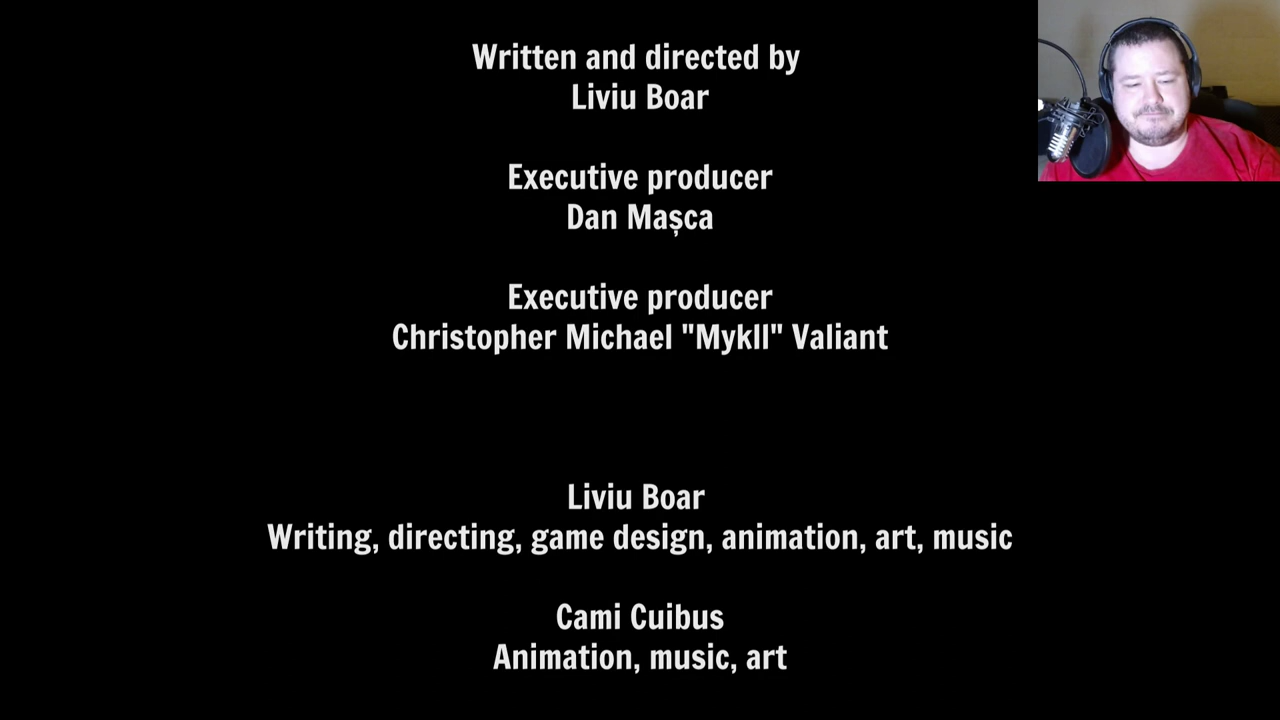 Written and directed by
Liviu Boar
Executive producer
Dan Mașca
Executive producer
Christopher Michael "Mykll" Valiant
Liviu Boar
Writing, directing, game design, animation, art, music
Cami Cuibus
Animation, music, art